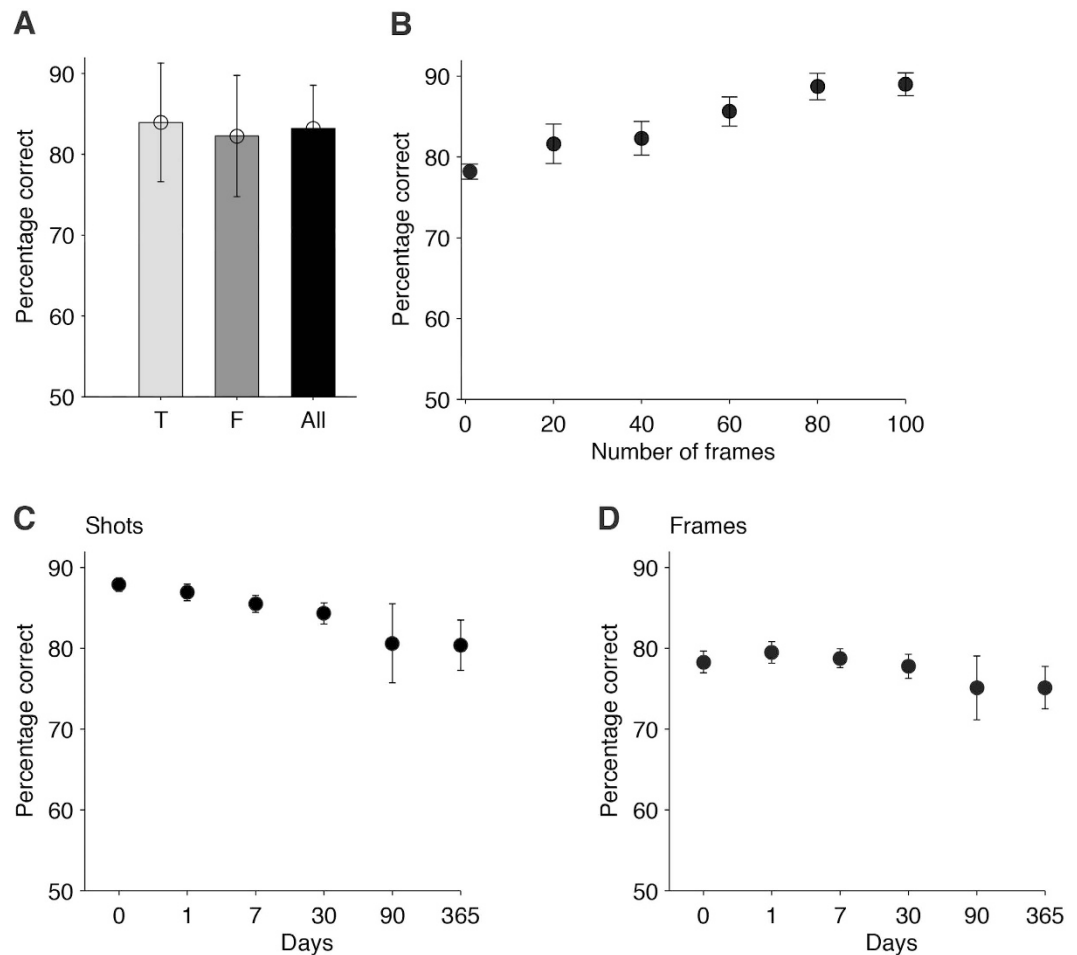 A
Percentage correct
90
80
70
60
50
T F All
B
Percentage correct
90
80
70
60
50
0 20 40 60 80 100
Number of frames
C
Shots
Percentage correct
90
80
70
60
50
0 1 7 30 90 365
Days
D
Frames
Percentage correct
90
80
70
60
50
0 1 7 30 90 365
Days